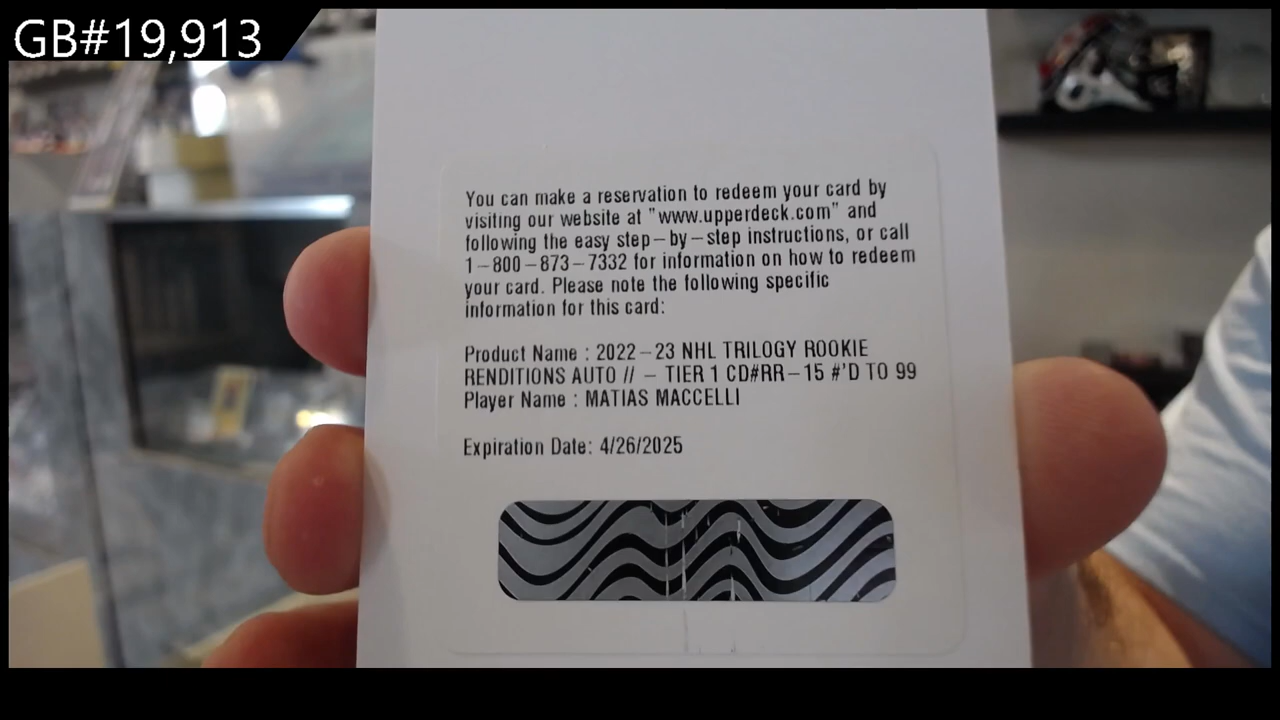 GB#19,913
You can make a reservation to redeem your card by
visiting our website at "www.upperdeck.com" and
following the easy step-by-step instructions, or call
1-800-873-7332 for information on how to redeem
your card. Please note the following specific
information for this card:
Product Name : 2022-23 NHL TRILOGY ROOKIE
RENDITIONS AUTO // - TIER 1 CD#RR-15 #'D TO 99
Player Name : MATIAS MACCELLI
Expiration Date: 4/26/2025